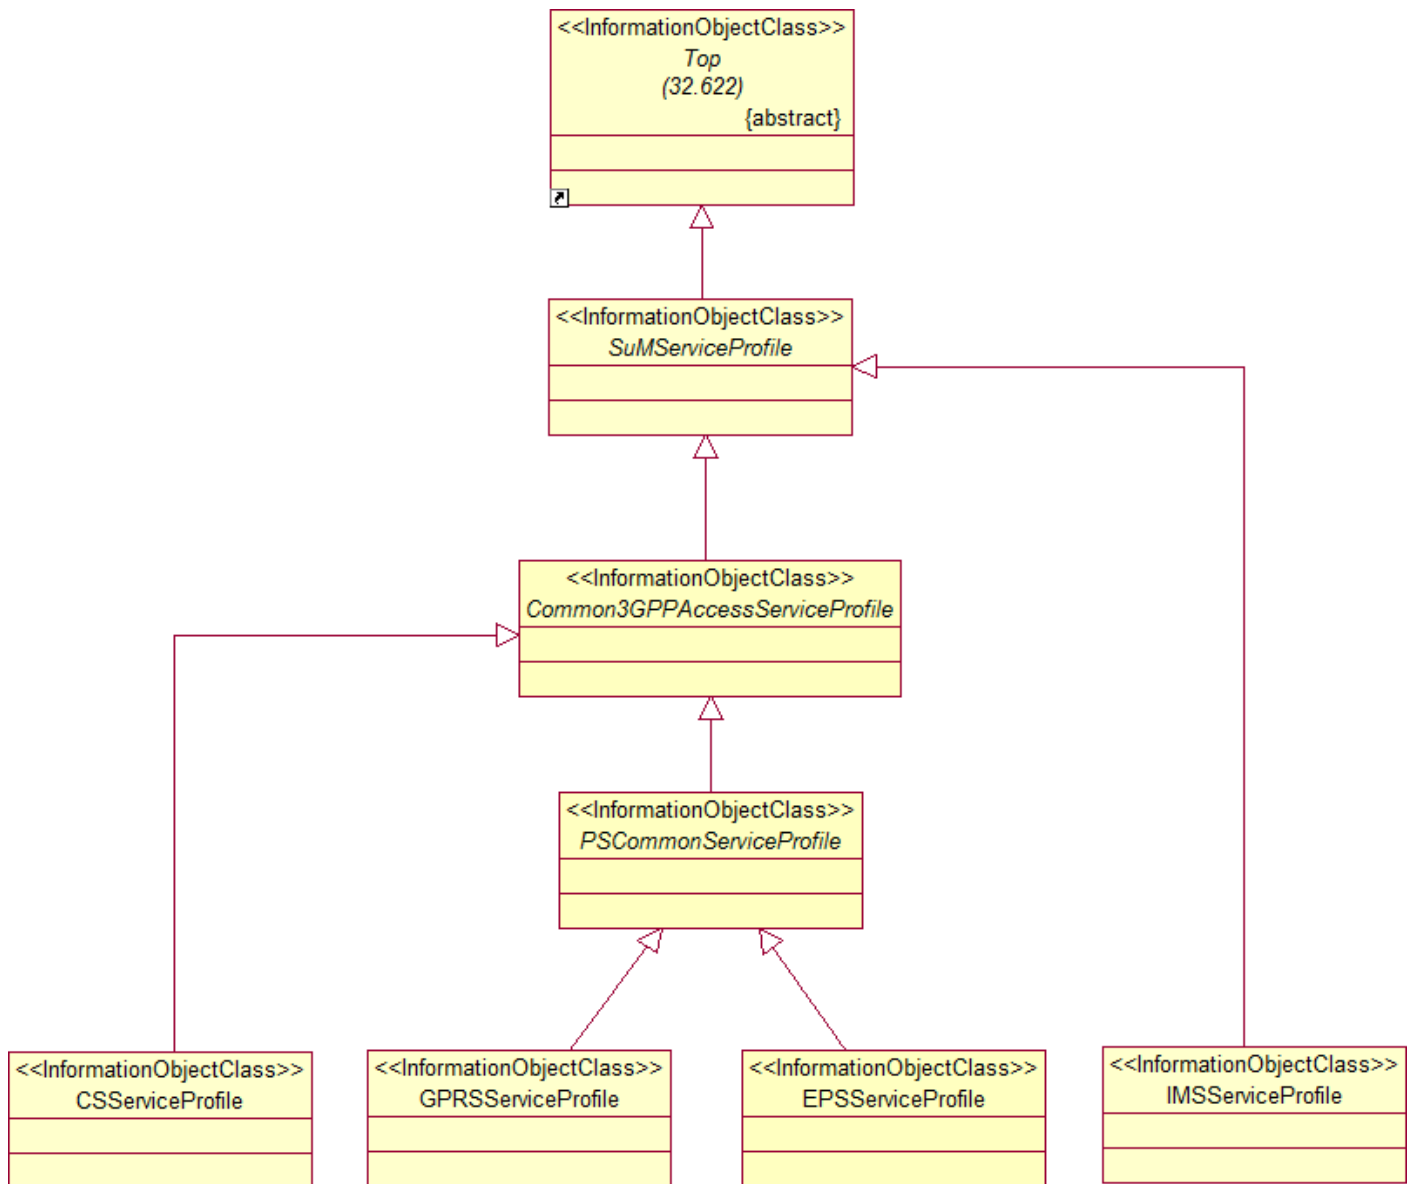 <<InformationObjectClass>>
Top
(32.622)
{abstract}
<<InformationObjectClass>>
SuMServiceProfile
<<InformationObjectClass>>
Common3GPPAccessServiceProfile
<<InformationObjectClass>>
PSCommonServiceProfile
<<InformationObjectClass>>
CSServiceProfile
<<InformationObjectClass>>
GPRSServiceProfile
<<InformationObjectClass>>
EPSServiceProfile
<<InformationObjectClass>>
IMSServiceProfile